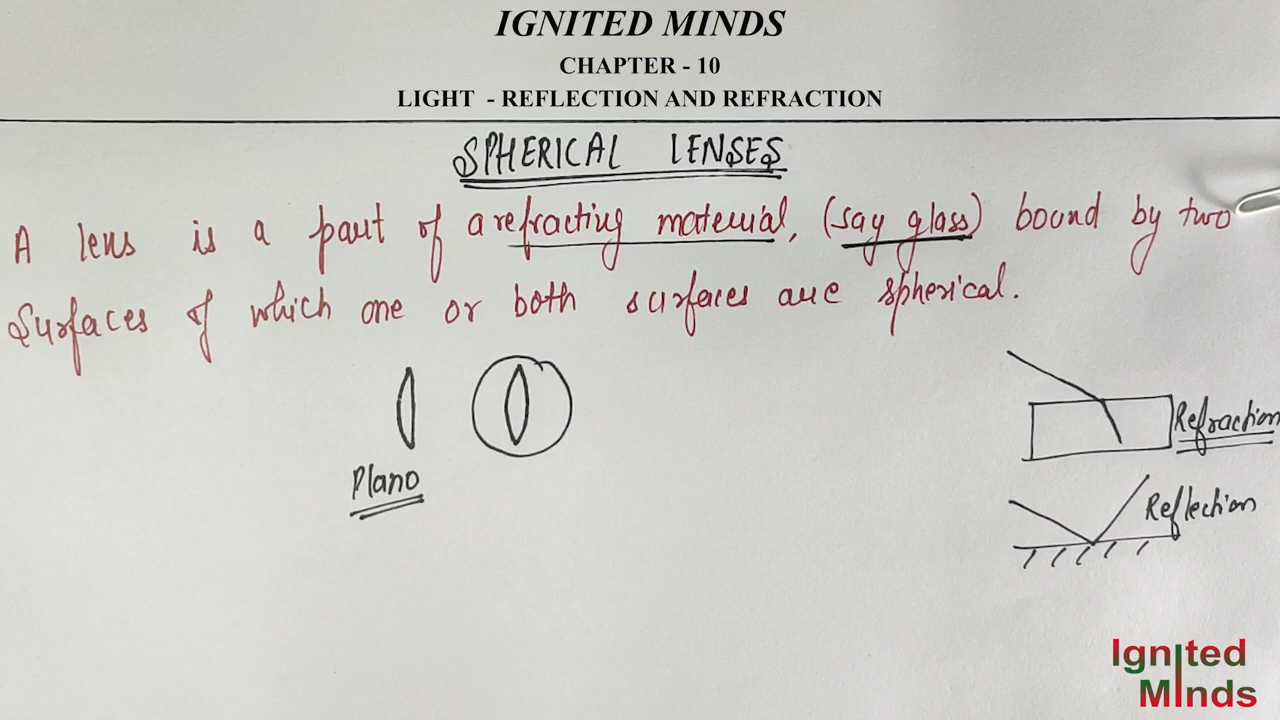 IGNITED MINDS
CHAPTER - 10
LIGHT - REFLECTION AND REFRACTION
SPHERICAL LENSES
A lens is a part of a refracting material, (say glass) bound by two
Surfaces of which one or both surfaces are spherical.
Plano
Refraction
Reflection
Ignited
Minds